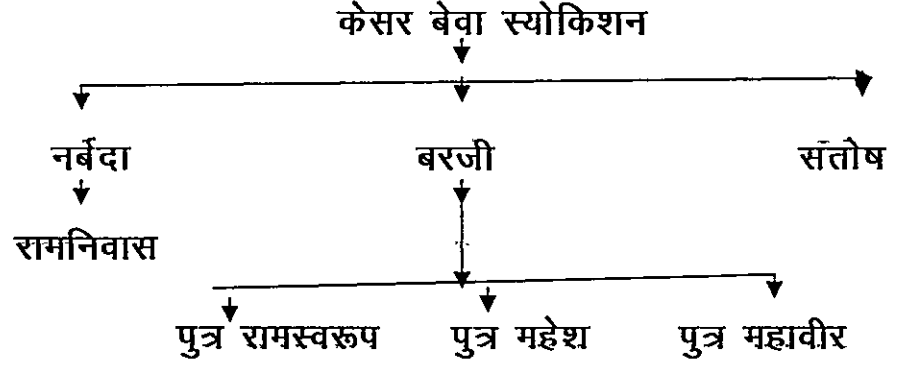 केसर बेवा स्योकिशन
नर्बदा बरजी संतोष
रामनिवास
पुत्र रामस्वरूप पुत्र महेश पुत्र महावीर